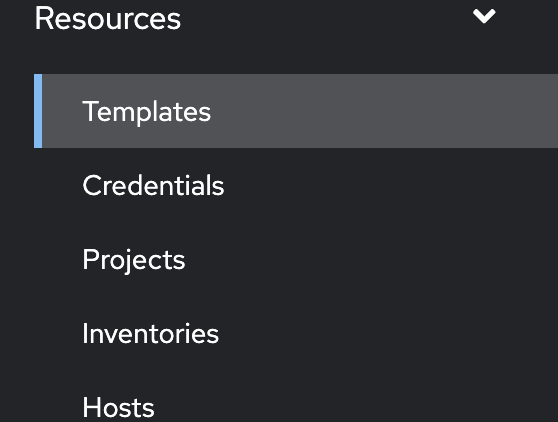 Resources
Templates
Credentials
Projects
Inventories
Hosts